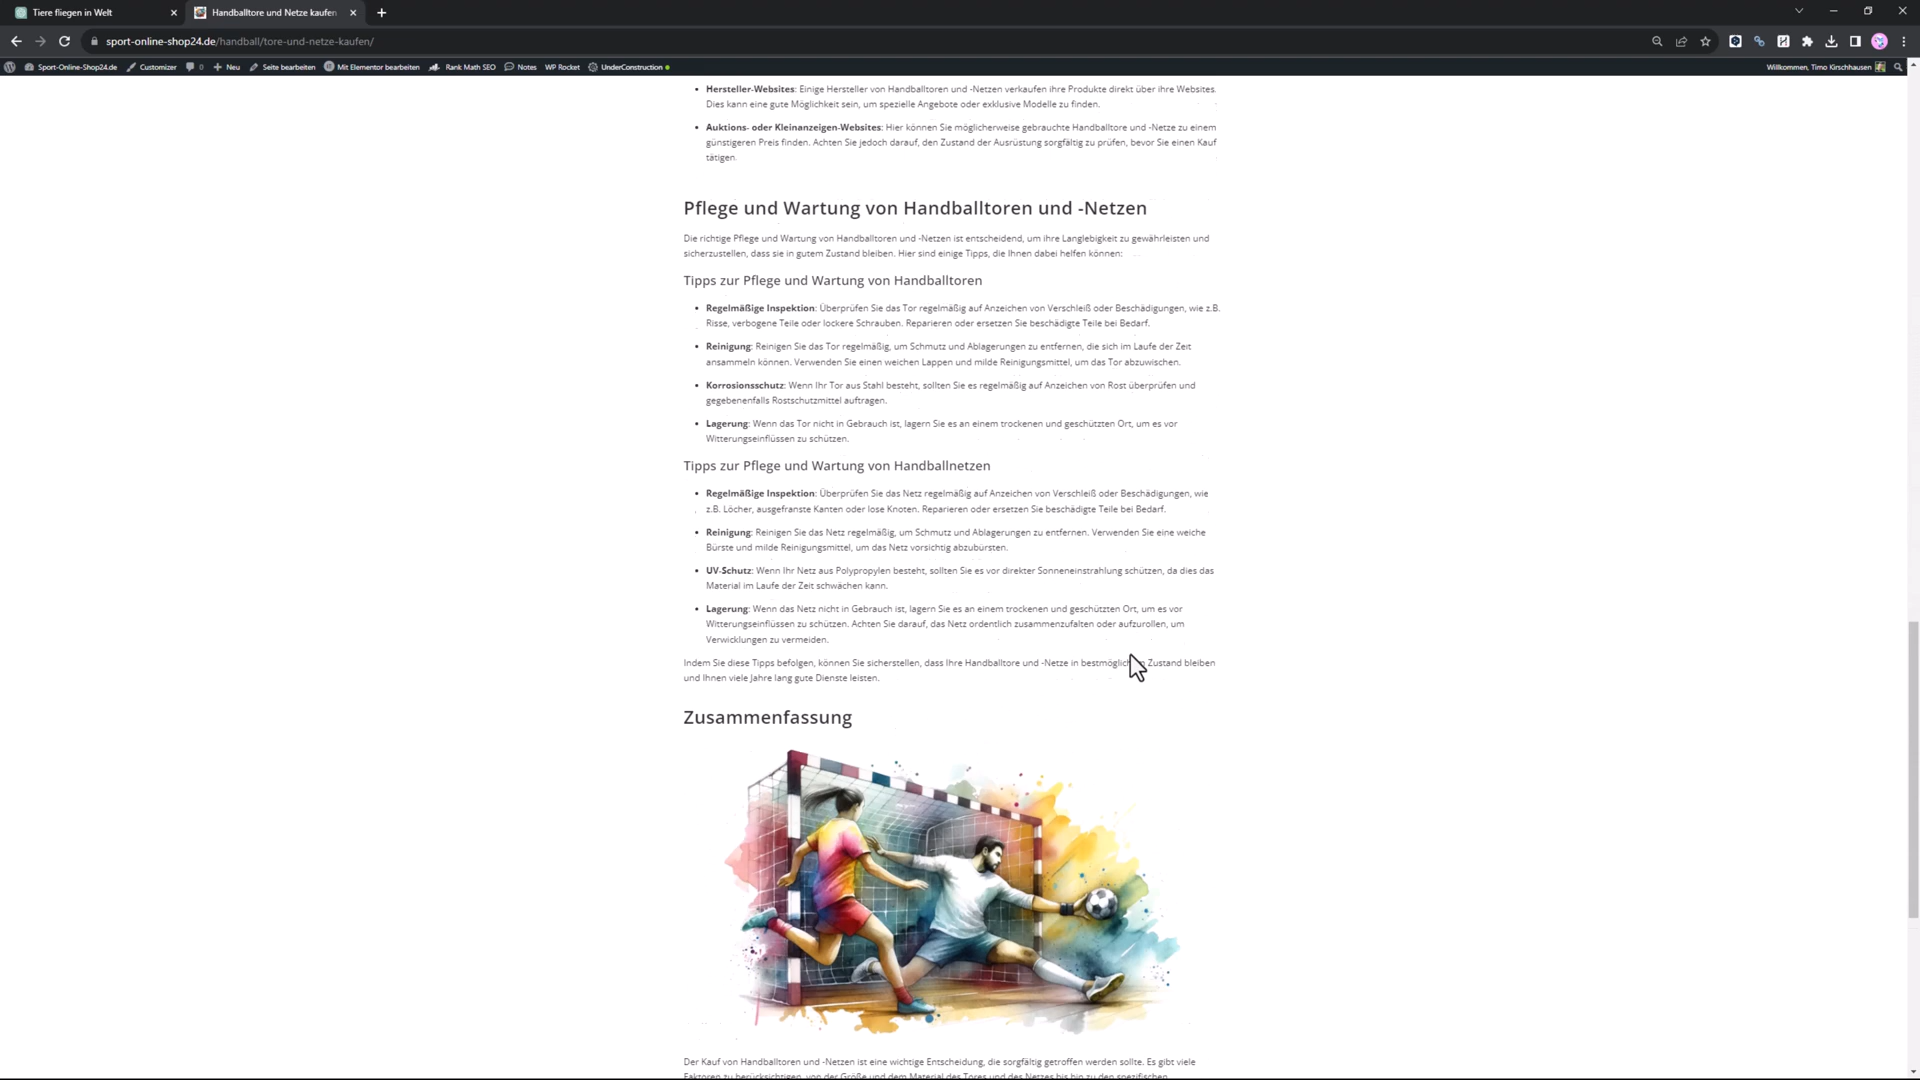 Tiere fliegen in Welt
Handballtore und Netze kaufen
sport-online-shop24.de/handball/tore-und-netze-kaufen/
Sport-Online-Shop24.de Customizer 0 Neu Seite bearbeiten Mit Elementor bearbeiten Rank Math SEO Notes WP Rocket UnderConstruction Willkommen, Timo Kirschhausen
• Hersteller-Websites: Einige Hersteller von Handballtoren und -Netzen verkaufen ihre Produkte direkt über ihre Websites.
Dies kann eine gute Möglichkeit sein, um spezielle Angebote oder exklusive Modelle zu finden.
• Auktions- oder Kleinanzeigen-Websites: Hier können Sie möglicherweise gebrauchte Handballtore und -Netze zu einem
günstigeren Preis finden. Achten Sie jedoch darauf, den Zustand der Ausrüstung sorgfältig zu prüfen, bevor Sie einen Kauf
tätigen.
Pflege und Wartung von Handballtoren und -Netzen
Die richtige Pflege und Wartung von Handballtoren und -Netzen ist entscheidend, um ihre Langlebigkeit zu gewährleisten und
sicherzustellen, dass sie in gutem Zustand bleiben. Hier sind einige Tipps, die Ihnen dabei helfen können:
Tipps zur Pflege und Wartung von Handballtoren
• Regelmäßige Inspektion: Überprüfen Sie das Tor regelmäßig auf Anzeichen von Verschleiß oder Beschädigungen, wie z.B.
Risse, verbogene Teile oder lockere Schrauben. Reparieren oder ersetzen Sie beschädigte Teile bei Bedarf.
• Reinigung: Reinigen Sie das Tor regelmäßig, um Schmutz und Ablagerungen zu entfernen, die sich im Laufe der Zeit
ansammeln können. Verwenden Sie einen weichen Lappen und milde Reinigungsmittel, um das Tor abzuwischen.
• Korrosionsschutz: Wenn Ihr Tor aus Stahl besteht, sollten Sie es regelmäßig auf Anzeichen von Rost überprüfen und
gegebenenfalls Rostschutzmittel auftragen.
• Lagerung: Wenn das Tor nicht in Gebrauch ist, lagern Sie es an einem trockenen und geschützten Ort, um es vor
Witterungseinflüssen zu schützen.
Tipps zur Pflege und Wartung von Handballnetzen
• Regelmäßige Inspektion: Überprüfen Sie das Netz regelmäßig auf Anzeichen von Verschleiß oder Beschädigungen, wie
z.B. Löcher, ausgefranste Kanten oder lose Knoten. Reparieren oder ersetzen Sie beschädigte Teile bei Bedarf.
• Reinigung: Reinigen Sie das Netz regelmäßig, um Schmutz und Ablagerungen zu entfernen. Verwenden Sie eine weiche
Bürste und milde Reinigungsmittel, um das Netz vorsichtig abzubürsten.
• UV-Schutz: Wenn Ihr Netz aus Polypropylen besteht, sollten Sie es vor direkter Sonneneinstrahlung schützen, da dies das
Material im Laufe der Zeit schwächen kann.
• Lagerung: Wenn das Netz nicht in Gebrauch ist, lagern Sie es an einem trockenen und geschützten Ort, um es vor
Witterungseinflüssen zu schützen. Achten Sie darauf, das Netz ordentlich zusammenzufalten oder aufzurollen, um
Verwicklungen zu vermeiden.
Indem Sie diese Tipps befolgen, können Sie sicherstellen, dass Ihre Handballtore und -Netze in Zustand bleiben
und Ihnen viele Jahre lang gute Dienste leisten.
Zusammenfassung
Der Kauf von Handballtoren und -Netzen ist eine wichtige Entscheidung, die sorgfältig getroffen werden sollte. Es gibt viele
Faktoren zu berücksichtigen, von der Größe und dem Material des Tores und des Netzes bis hin zu den spezifischen